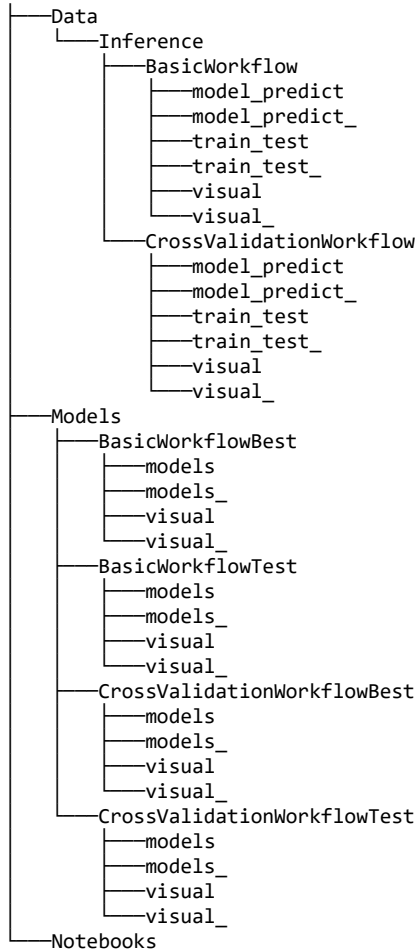 Data
Inference
BasicWorkflow
model_predict
model_predict_
train_test
train_test_
visual
visual_
CrossValidationWorkflow
model_predict
model_predict_
train_test
train_test_
visual
visual_
Models
BasicWorkflowBest
models
models_
visual
visual_
BasicWorkflowTest
models
models_
visual
visual_
CrossValidationWorkflowBest
models
models_
visual
visual_
CrossValidationWorkflowTest
models
models_
visual
visual_
Notebooks